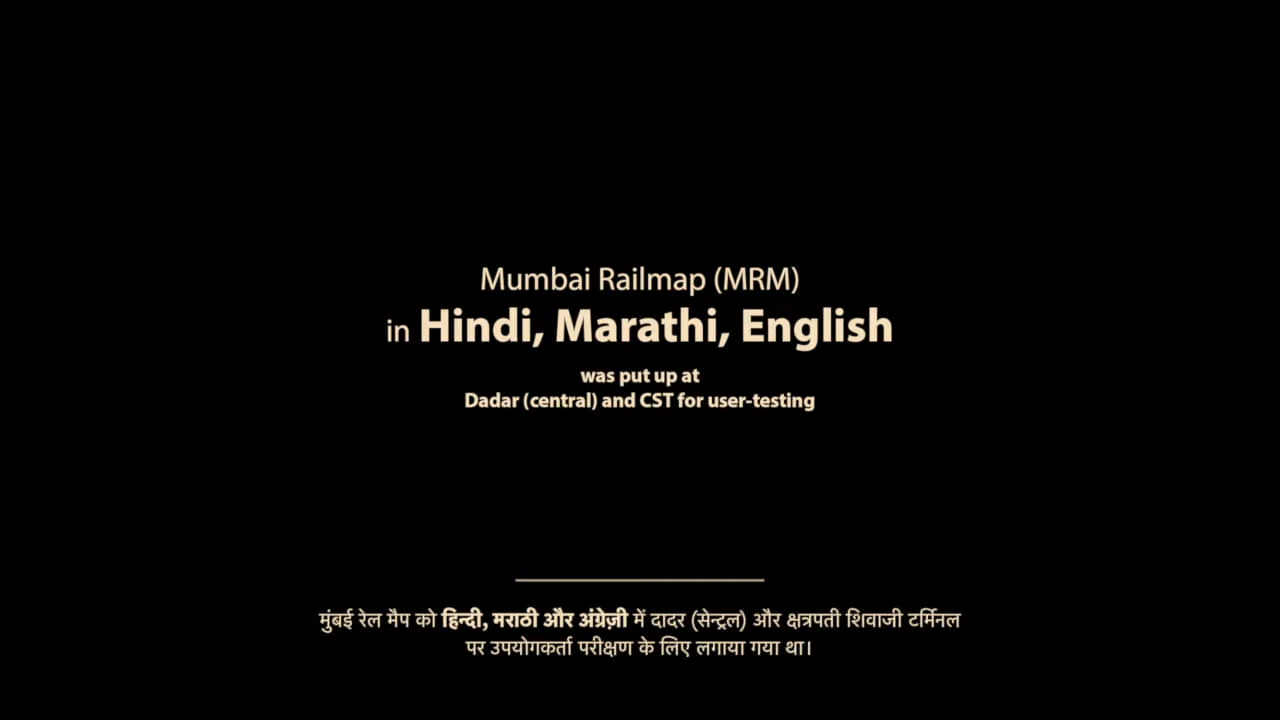 Mumbai Railmap (MRM)
in Hindi, Marathi, English
was put up at
Dadar (central) and CST for user-testing
मुंबई रेल मैप को हिन्दी, मराठी और अंग्रेज़ी में दादर (सेन्ट्रल) और क्षत्रपती शिवाजी टर्मिनल
पर उपयोगकर्ता परीक्षण के लिए लगाया गया था।